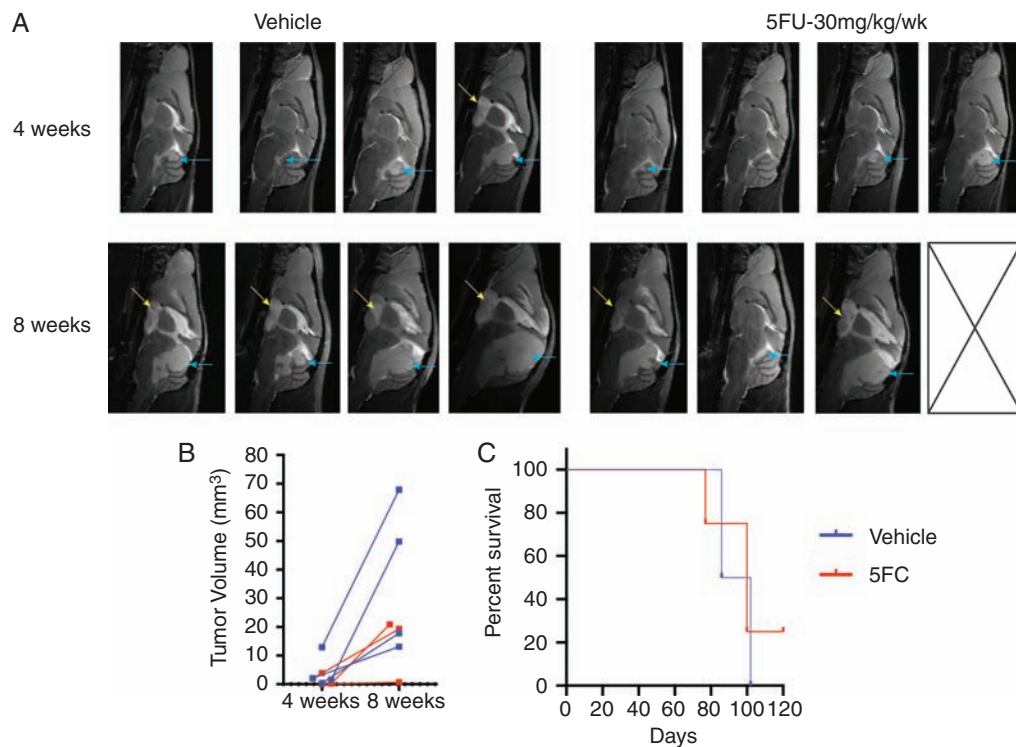 A
Vehicle
5FU-30mg/kg/wk
4 weeks
8 weeks
B
80
70
60
50
40
30
20
10
0
Tumor Volume (mm³)
4 weeks
8 weeks
C
100
80
60
40
20
0
Percent survival
0 20 40 60 80 100 120
Days
Vehicle
5FC